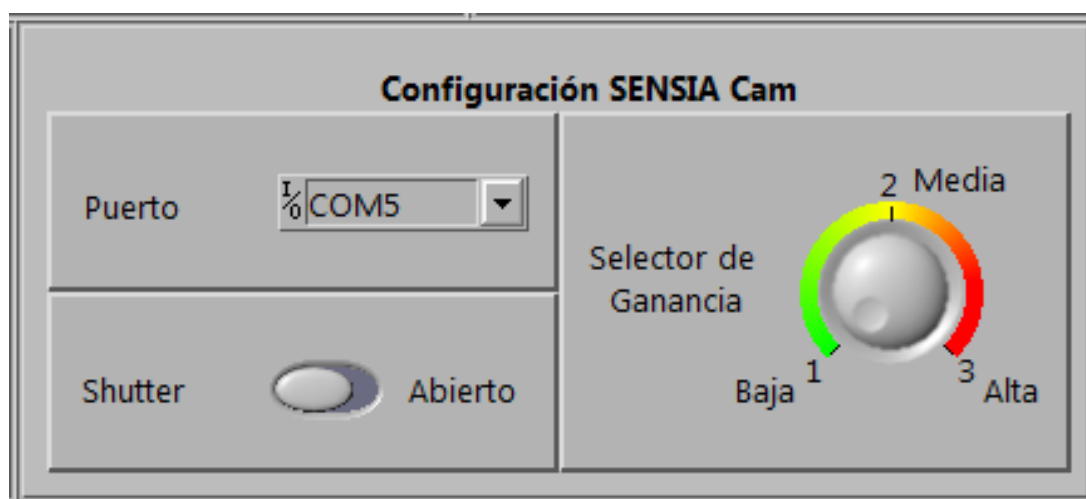 Configuración SENSIA Cam
Puerto
I/O COM5
Shutter
Abierto
Selector de
Ganancia
2 Media
Baja 1
3 Alta